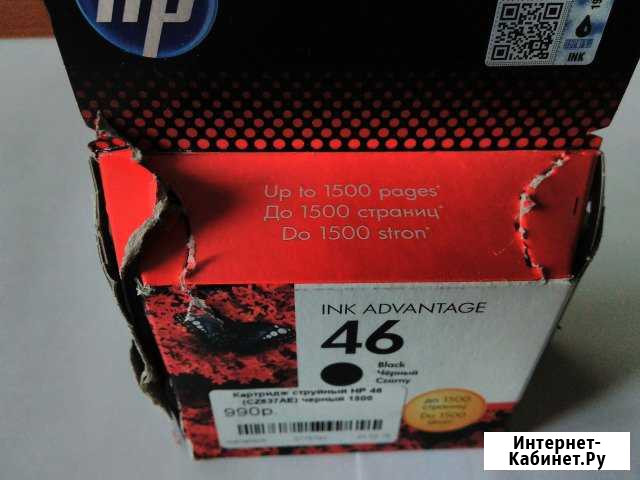 hp
INK
Up to 1500 pages*
До 1500 страниц*
Do 1500 stron*
INK ADVANTAGE
46
Black
Чёрный
Czarny
Картридж струйный HP 46
(CZ637AE) черный 1500
990р.
До 1500
страниц
Do 1500
stron
Интернет-
Кабинет.Ру